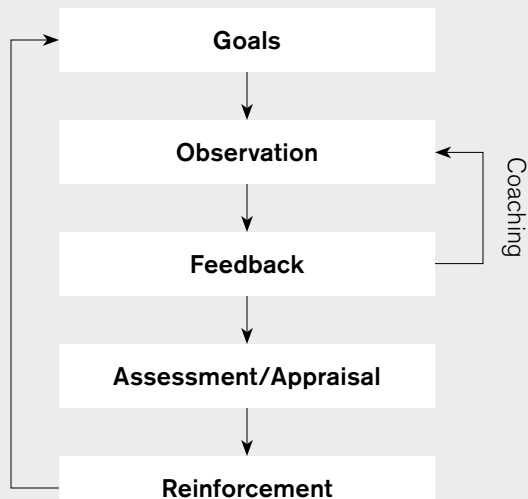 Goals
Observation
Coaching
Feedback
Assessment/Appraisal
Reinforcement